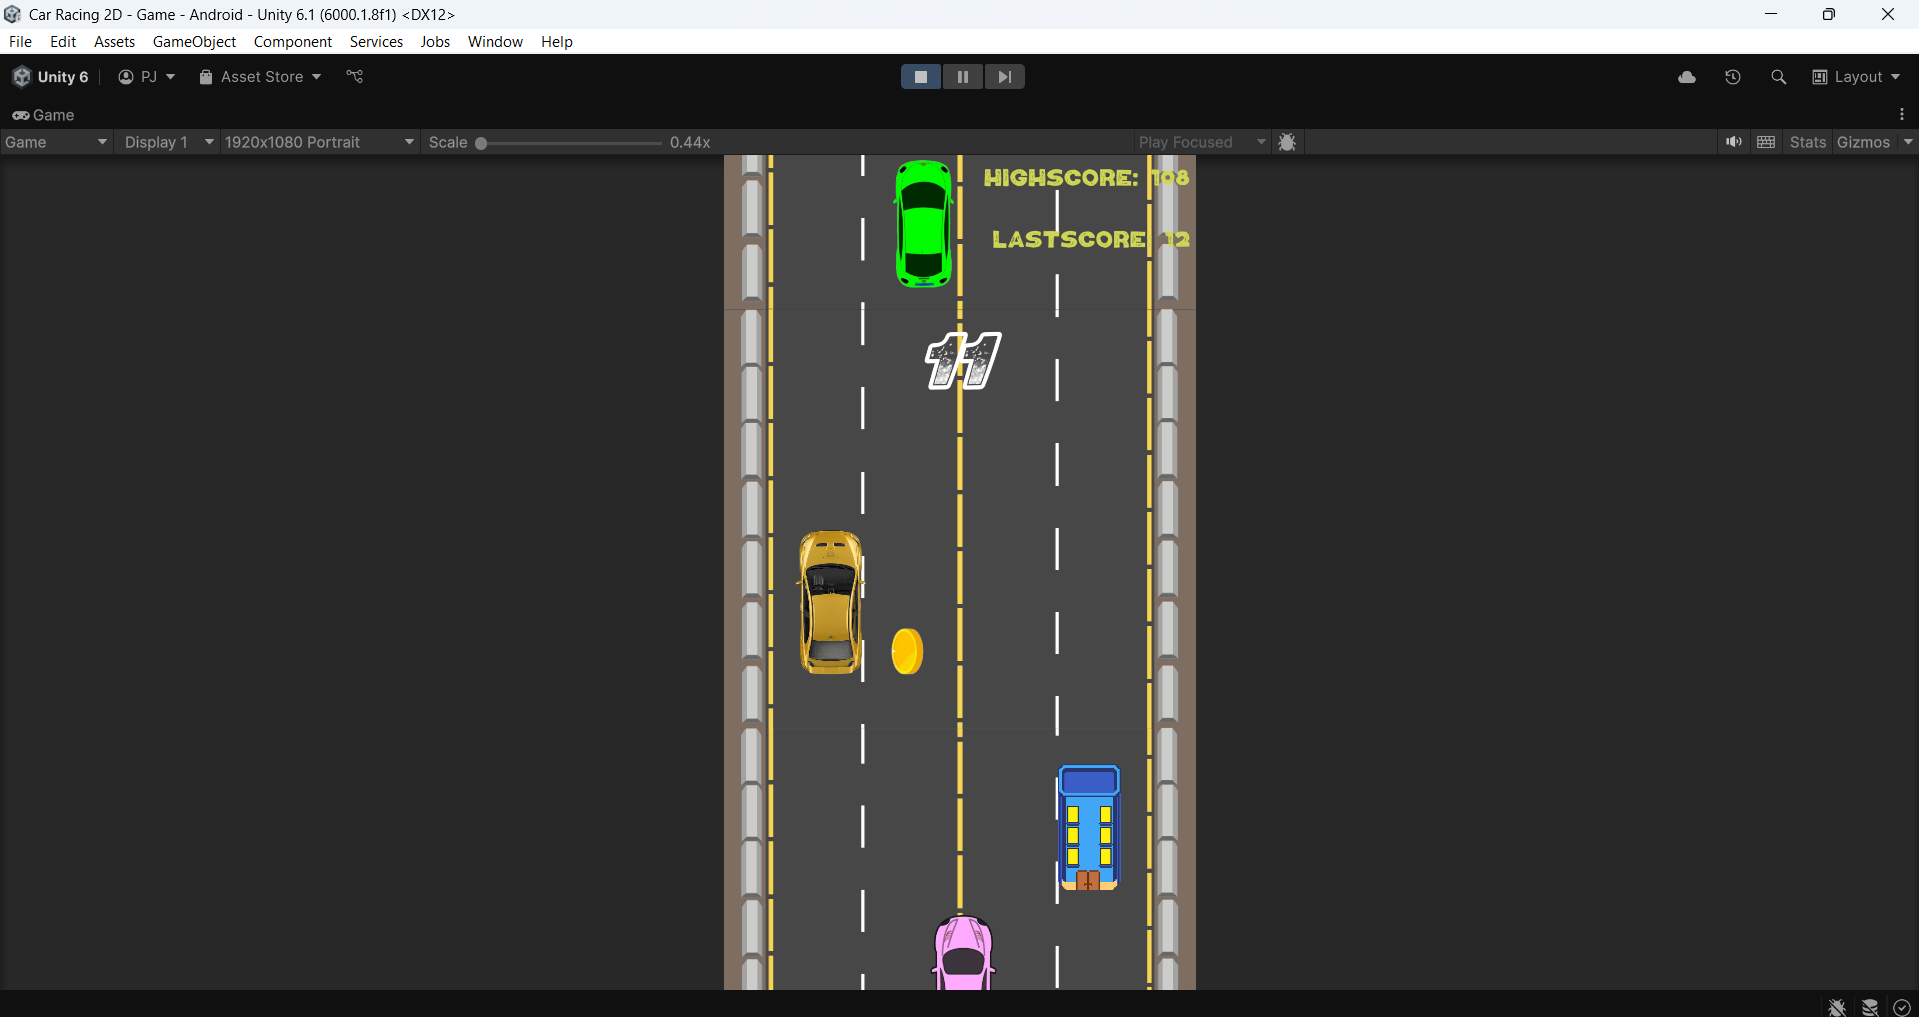 Car Racing 2D - Game - Android - Unity 6.1 (6000.1.8f1) <DX12>
File Edit Assets GameObject Component Services Jobs Window Help
Unity 6 PJ Asset Store Layout
Game
Game Display 1 1920x1080 Portrait Scale 0.44x Play Focused Stats Gizmos
HIGHSCORE: 108
LASTSCORE: 12
11